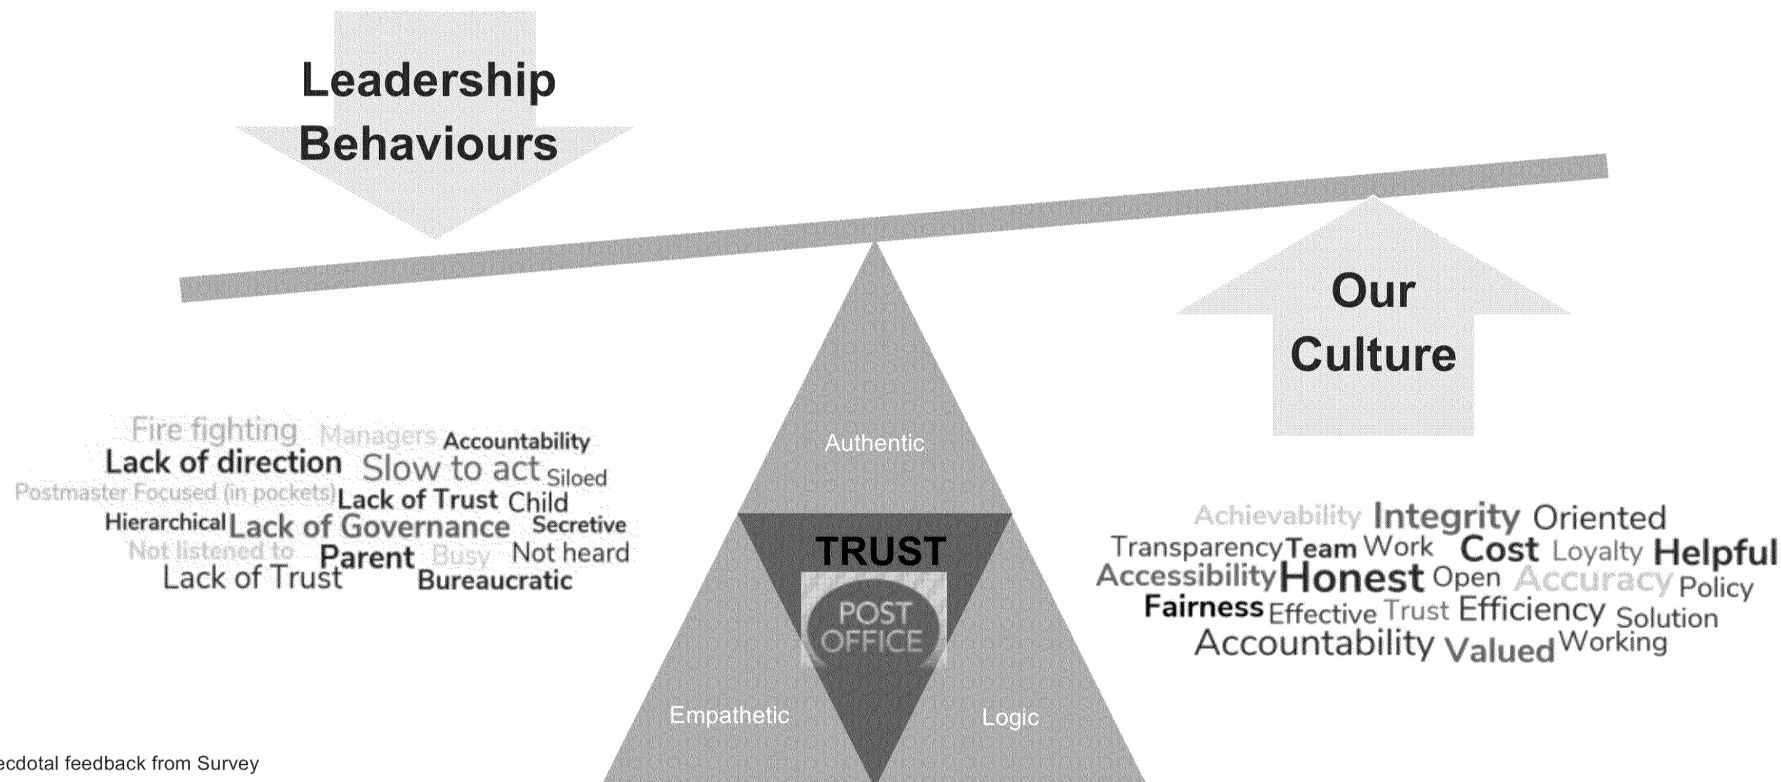 Leadership
Behaviours
Our
Culture
Fire fighting Managers Accountability
Lack of direction Slow to act Siloed
Postmaster Focused (in pockets) Lack of Trust Child
Hierarchical Lack of Governance Secretive
Not listened to Parent Busy Not heard
Lack of Trust Bureaucratic
Authentic
TRUST
POST
OFFICE
Empathetic
Logic
Achievability Integrity Oriented
Transparency Team Work Cost Loyalty Helpful
Accessibility Honest Open Accuracy Policy
Fairness Effective Trust Efficiency Solution
Accountability Valued Working
ecdotal feedback from Survey